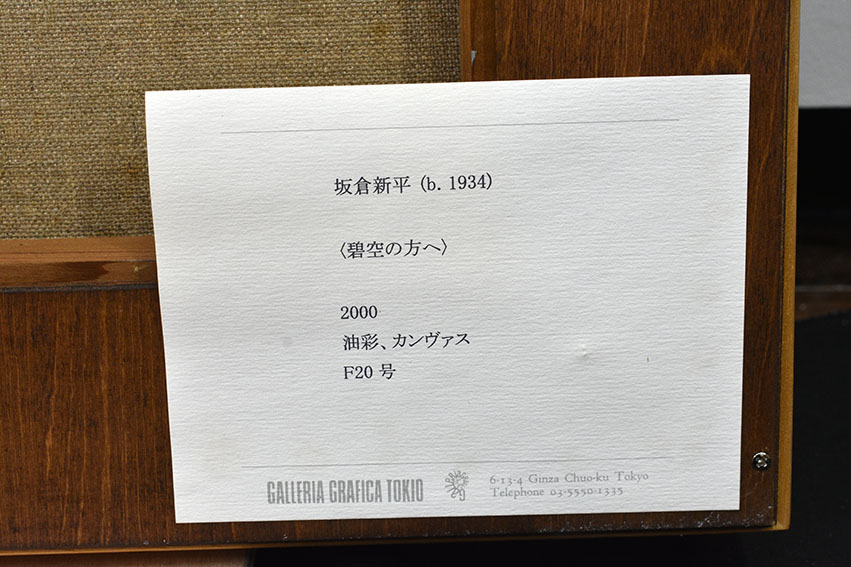 坂倉新平 (b. 1934)
〈碧空の方へ〉
2000
油彩、カンヴァス
F20 号
GALLERIA GRAFICA TOKIO
6-13-4 Ginza Chuo-ku Tokyo
Telephone 03-5550-1335